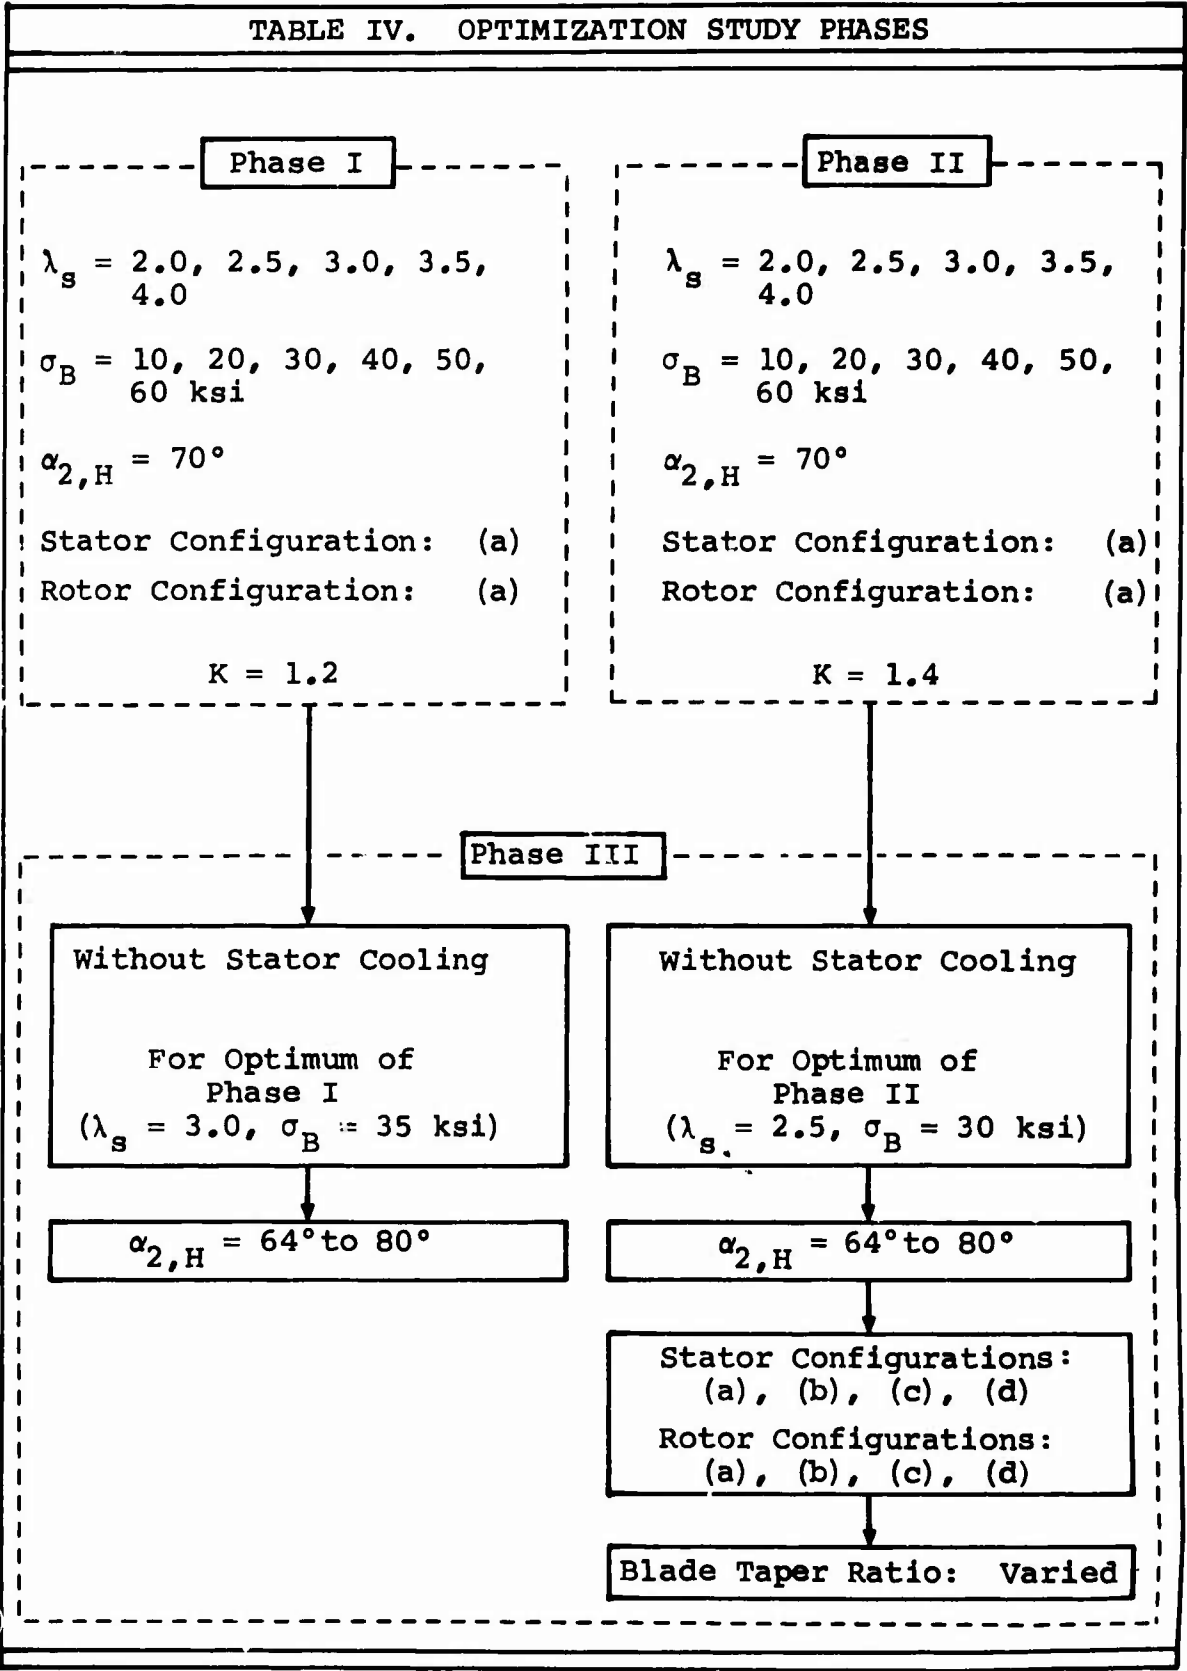 TABLE IV. OPTIMIZATION STUDY PHASES
Phase I
λs = 2.0, 2.5, 3.0, 3.5,
4.0
σB = 10, 20, 30, 40, 50,
60 ksi
α2,H = 70°
Stator Configuration: (a)
Rotor Configuration: (a)
K = 1.2
Phase II
λs = 2.0, 2.5, 3.0, 3.5,
4.0
σB = 10, 20, 30, 40, 50,
60 ksi
α2,H = 70°
Stator Configuration: (a)
Rotor Configuration: (a)
K = 1.4
Phase III
Without Stator Cooling
For Optimum of
Phase I
(λs = 3.0, σB = 35 ksi)
α2,H = 64° to 80°
Without Stator Cooling
For Optimum of
Phase II
(λs = 2.5, σB = 30 ksi)
α2,H = 64° to 80°
Stator Configurations:
(a), (b), (c), (d)
Rotor Configurations:
(a), (b), (c), (d)
Blade Taper Ratio: Varied